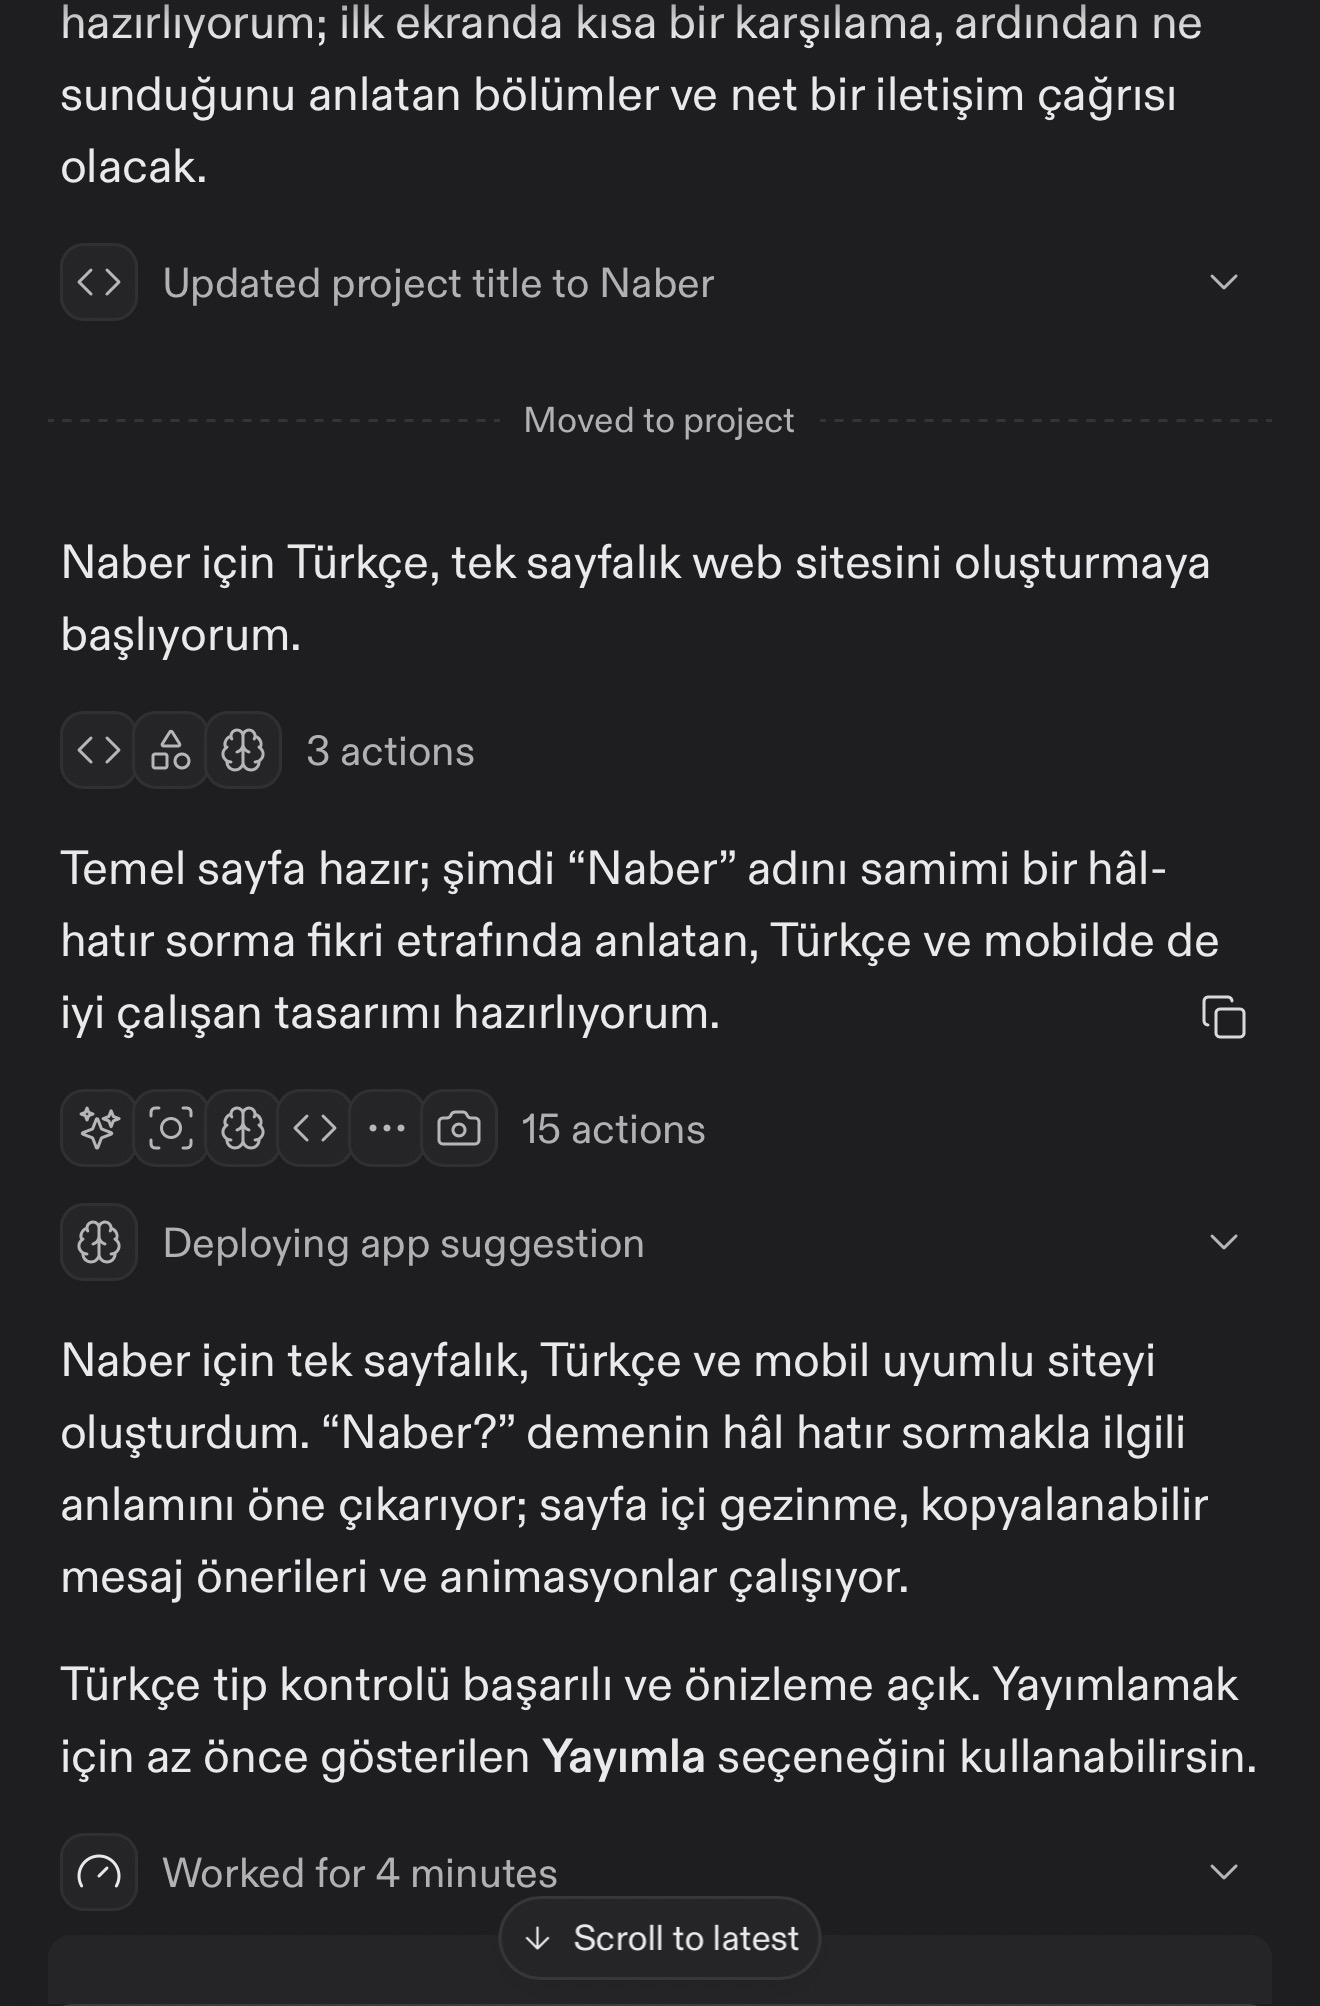 hazırlıyorum; ilk ekranda kısa bir karşılama, ardından ne
sunduğunu anlatan bölümler ve net bir iletişim çağrısı
olacak.
Updated project title to Naber
Moved to project
Naber için Türkçe, tek sayfalık web sitesini oluşturmaya
başlıyorum.
3 actions
Temel sayfa hazır; şimdi “Naber” adını samimi bir hâl-
hatır sorma fikri etrafında anlatan, Türkçe ve mobilde de
iyi çalışan tasarımı hazırlıyorum.
15 actions
Deploying app suggestion
Naber için tek sayfalık, Türkçe ve mobil uyumlu siteyi
oluşturdum. “Naber?” demenin hâl hatır sormakla ilgili
anlamını öne çıkarıyor; sayfa içi gezinme, kopyalanabilir
mesaj önerileri ve animasyonlar çalışıyor.
Türkçe tip kontrolü başarılı ve önizleme açık. Yayımlamak
için az önce gösterilen Yayımla seçeneğini kullanabilirsin.
Worked for 4 minutes
Scroll to latest